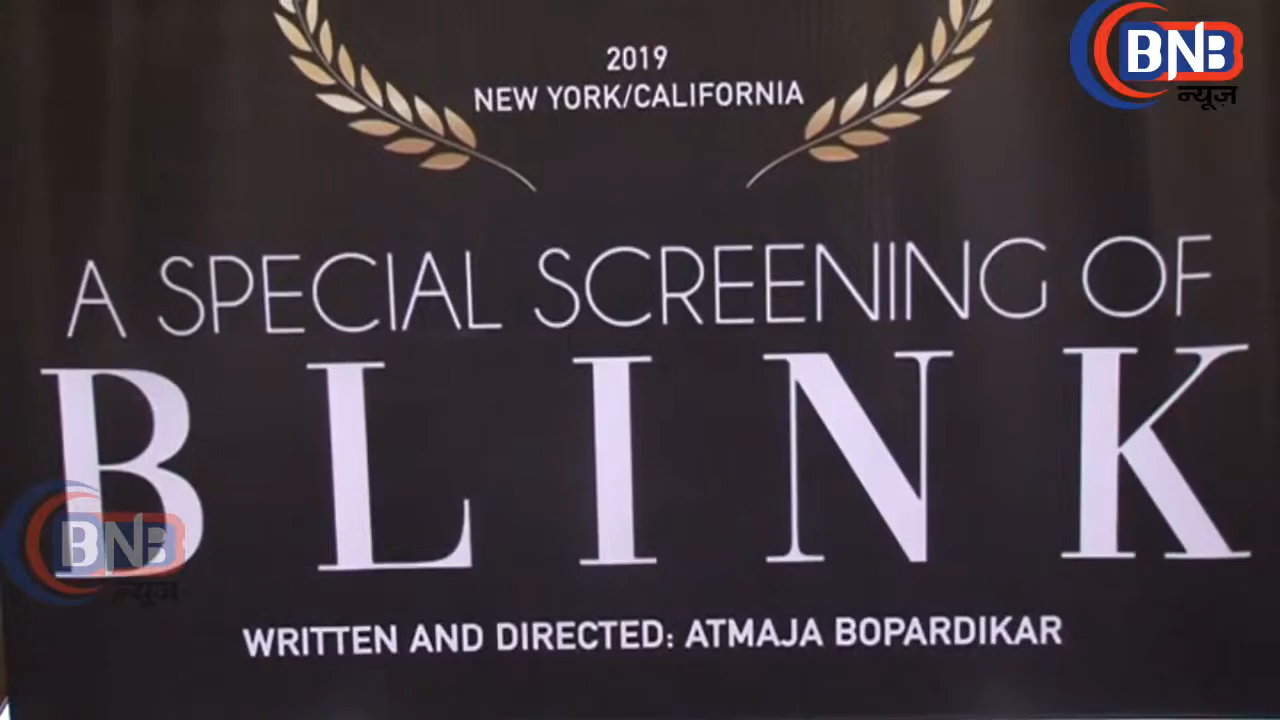 2019
NEW YORK/CALIFORNIA
BNB
न्यूज़
A SPECIAL SCREENING OF
BLINK
BNB
न्यूज़
WRITTEN AND DIRECTED: ATMAJA BOPARDIKAR